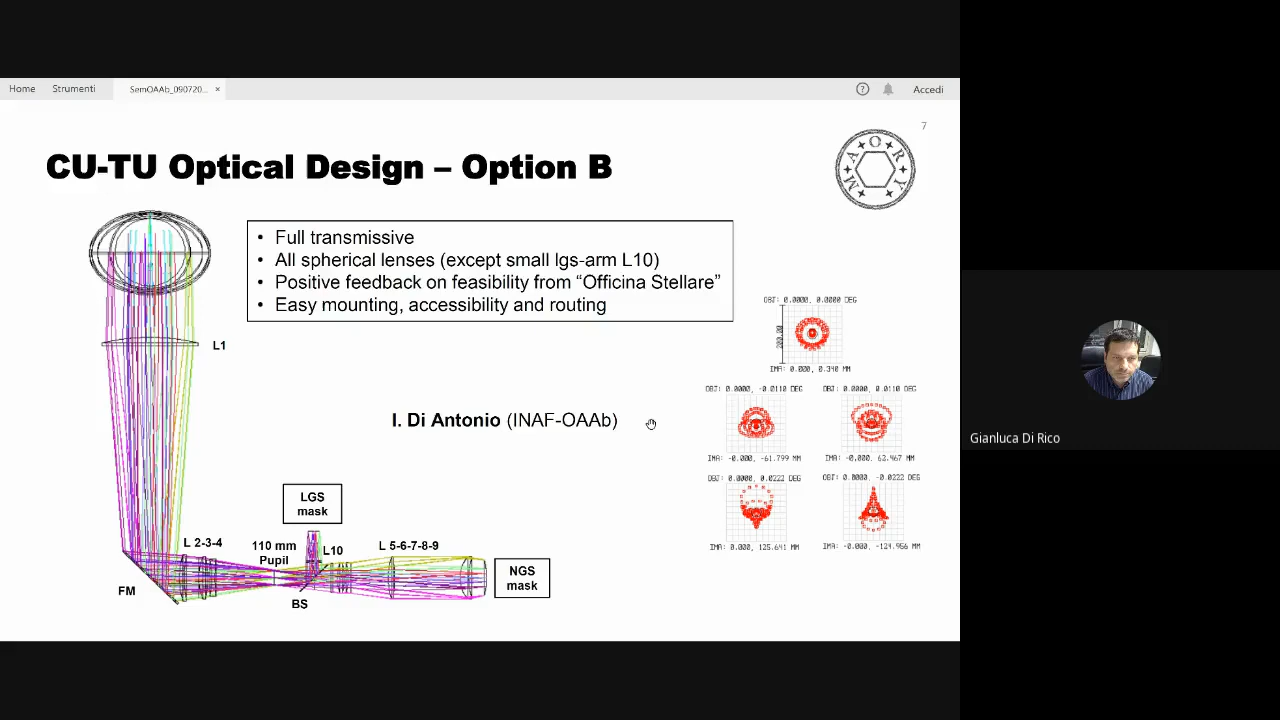 Home Strumenti SemOAAb_090720... × ? Accedi
7
CU-TU Optical Design – Option B
MAORY
• Full transmissive
• All spherical lenses (except small lgs-arm L10)
• Positive feedback on feasibility from “Officina Stellare”
• Easy mounting, accessibility and routing
L1
I. Di Antonio (INAF-OAAb)
OBJ: 0.0000, 0.0000 DEG
200.00
IMA: 0.000, 0.340 MM
OBJ: 0.0000, -0.0110 DEG
OBJ: 0.0000, 0.0110 DEG
IMA: -0.000, -61.799 MM
IMA: -0.000, 62.467 MM
OBJ: 0.0000, 0.0222 DEG
OBJ: 0.0000, -0.0222 DEG
IMA: 0.000, 125.641 MM
IMA: -0.000, -124.956 MM
LGS
mask
L 2-3-4
110 mm
Pupil
L10
L 5-6-7-8-9
FM
BS
NGS
mask
Gianluca Di Rico